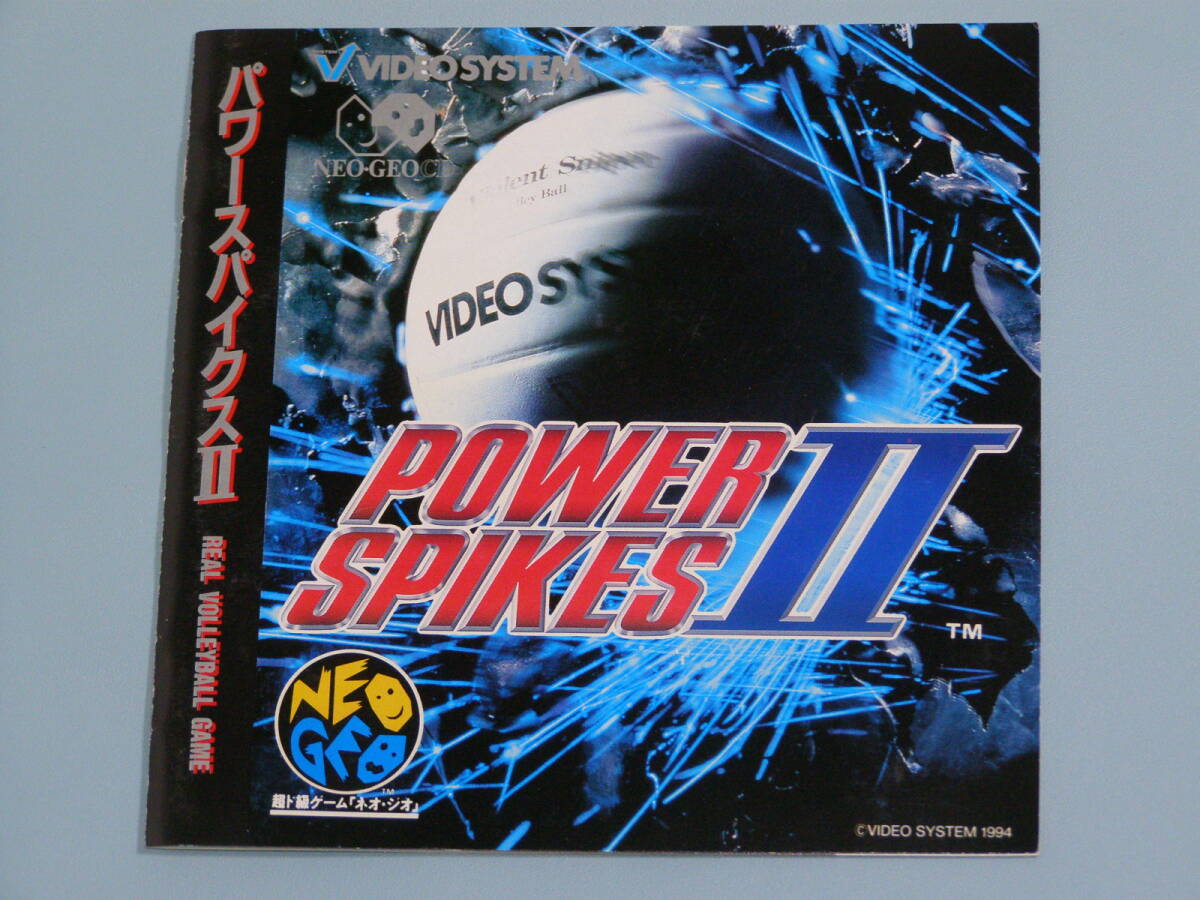 パワースパイクスII
REAL VOLLEYBALL GAME
VIDEO SYSTEM
NEO·GEO CD
Ball
VIDEO SYS
POWER
SPIKES II
TM
NEO
GEO
TM
超ド級ゲーム「ネオ・ジオ」
©VIDEO SYSTEM 1994